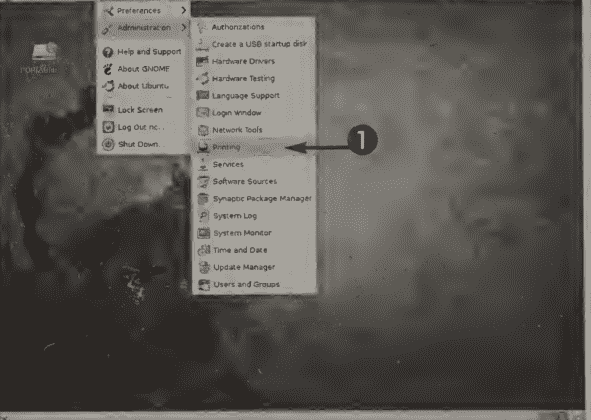 Preferences
Administration
Help and Support
About GNOME
About Ubuntu
Lock Screen
Shut Down...
Authorizations
Create a USB startup disk
Hardware Drivers
Hardware Testing
Language Support
Login Window
Network Tools
Printing
Services
Software Sources
Synaptic Package Manager
System Log
System Monitor
Time and Date
Update Manager
Users and Groups
1